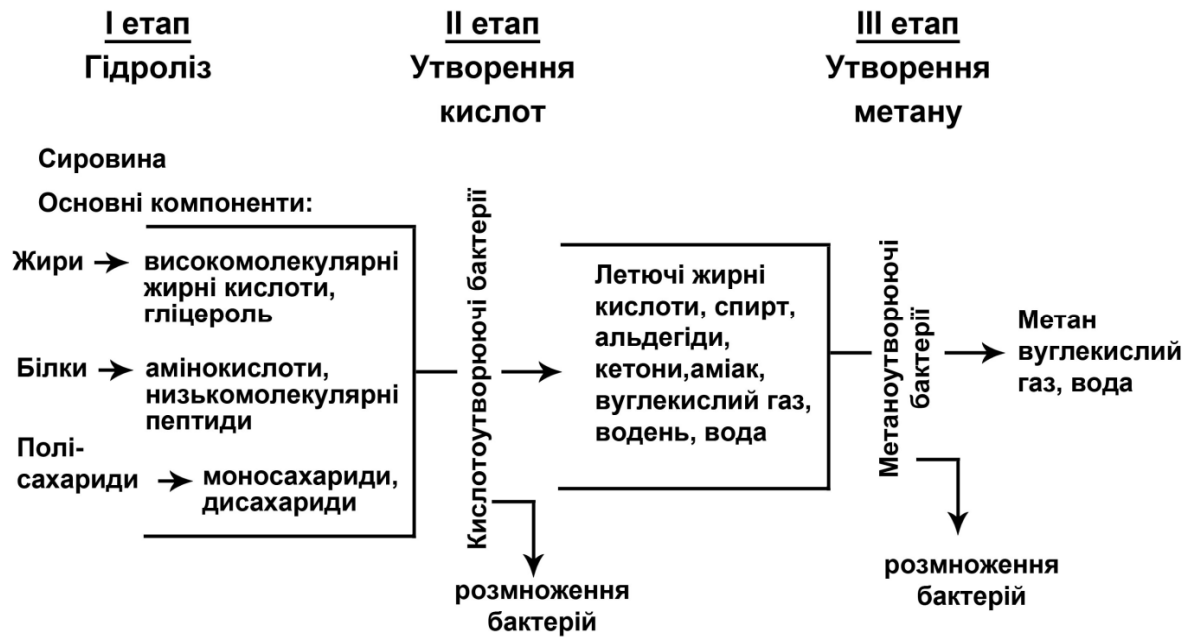 І етап
Гідроліз
ІІ етап
Утворення
кислот
ІІІ етап
Утворення
метану
Сировина
Основні компоненти:
Жири
високомолекулярні
жирні кислоти,
гліцероль
Білки
амінокислоти,
низькомолекулярні
пептиди
Полі-
сахариди
моносахариди,
дисахариди
Кислотоутворюючі бактерії
розмноження
бактерій
Летючі жирні
кислоти, спирт,
альдегіди,
кетони,аміак,
вуглекислий газ,
водень, вода
Метаноутворюючі
бактерії
розмноження
бактерій
Метан
вуглекислий
газ, вода